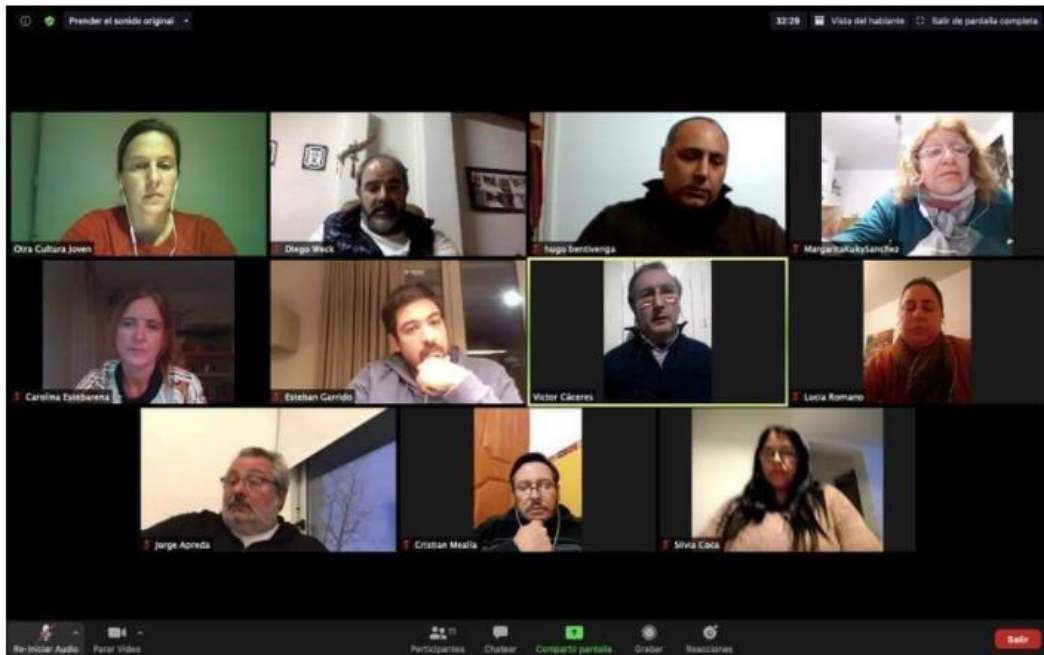 Prender el sonido original
32:29
Vista del hablante
Salir de pantalla completa
Otra Cultura Joven
Diego Weck
hugo bentivenga
MargaritaKukySanchez
Carolina Estebarena
Esteban Garrido
Victor Cáceres
Lucia Romano
Jorge Apreda
Cristian Mealla
Silvia Coca
Re-Iniciar Audio
Parar Video
Participantes
11
Chatear
Compartir pantalla
Grabar
Reacciones
Salir